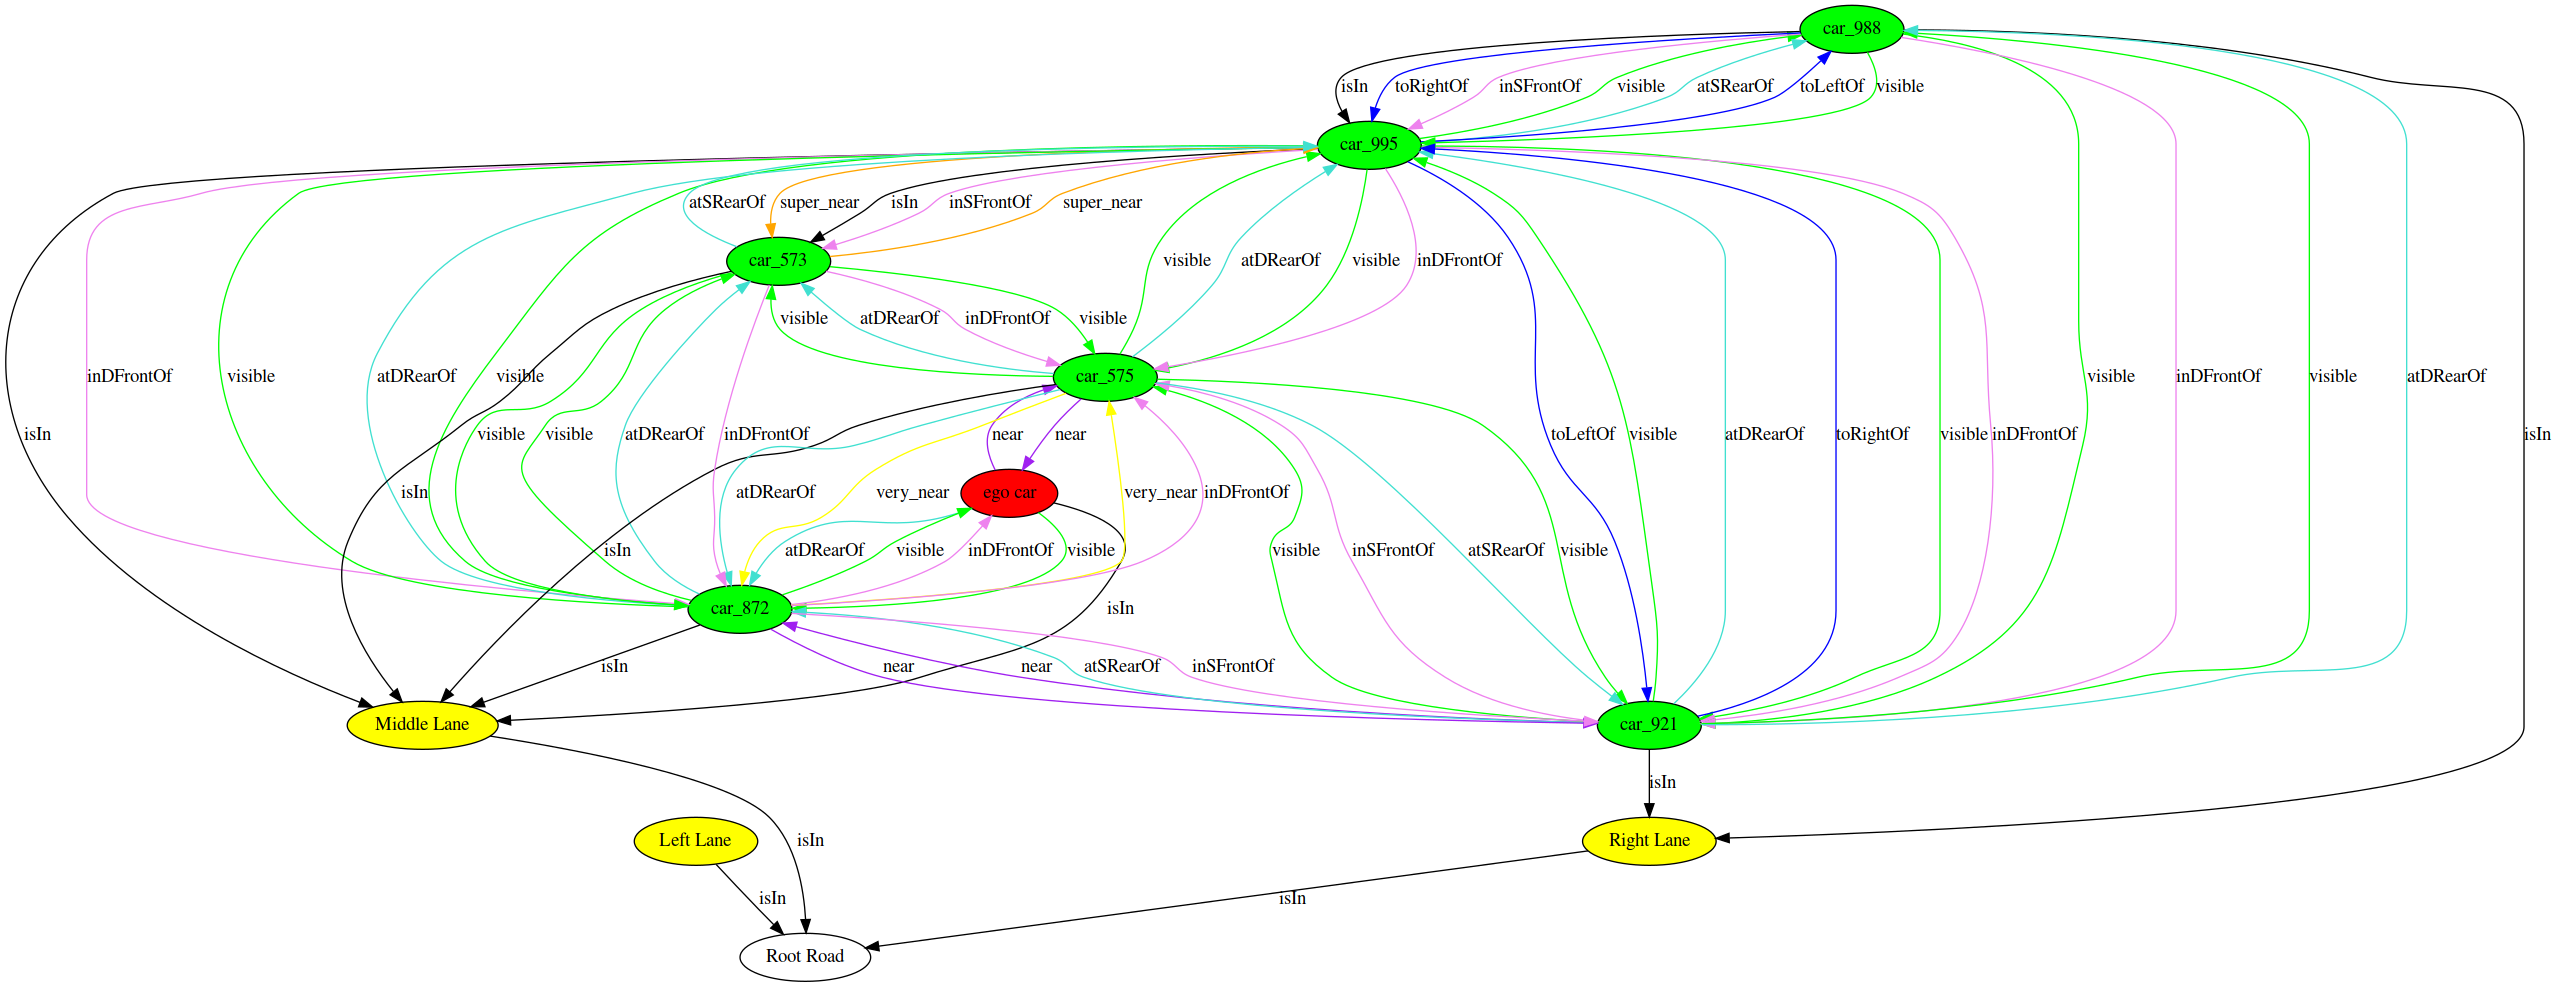 car_988
isIn toRightOf inSFrontOf visible atSRearOf toLeftOf visible
car_995
atSRearOf super_near isIn inSFrontOf super_near
car_573 visible atDRearOf visible inDFrontOf
visible atDRearOf inDFrontOf visible
inDFrontOf visible atDRearOf visible car_575 visible inDFrontOf visible atDRearOf
isIn visible visible atDRearOf inDFrontOf near near toLeftOf visible atDRearOf toRightOf visible inDFrontOf isIn
isIn atDRearOf very_near ego car very_near inDFrontOf
isIn atDRearOf visible inDFrontOf visible visible inSFrontOf atSRearOf visible
car_872 isIn
isIn near near atSRearOf inSFrontOf
Middle Lane car_921
isIn
Left Lane isIn Right Lane
isIn isIn
Root Road